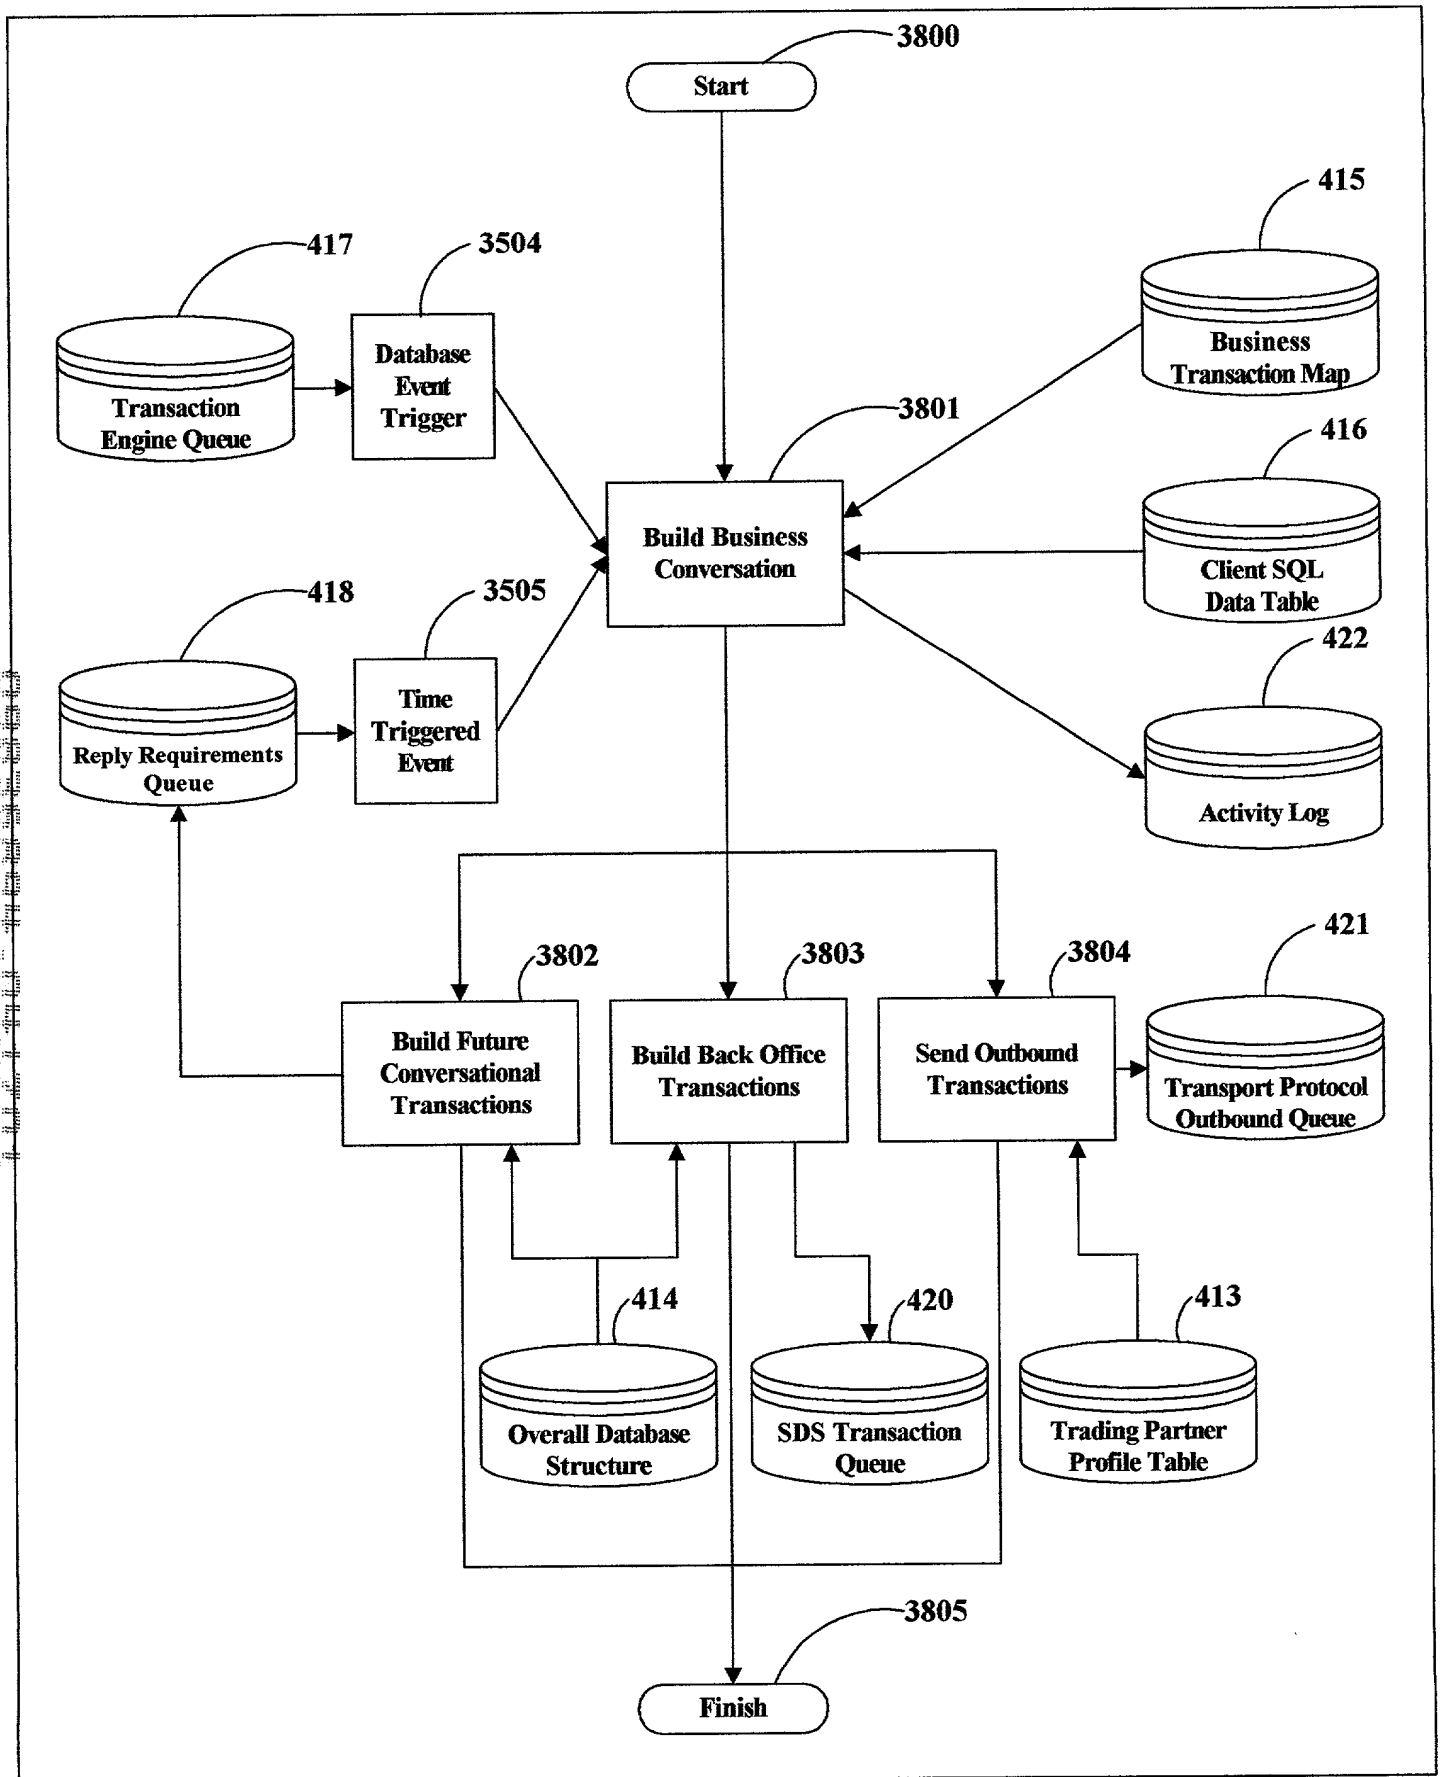 3800
Start
415
417
3504
Business
Transaction Map
Database
Event
Trigger
Transaction
Engine Queue
3801
416
Build Business
Conversation
Client SQL
Data Table
418
3505
422
Time
Triggered
Event
Reply Requirements
Queue
Activity Log
421
3802
3803
3804
Build Future
Conversational
Transactions
Build Back Office
Transactions
Send Outbound
Transactions
Transport Protocol
Outbound Queue
414
420
413
Overall Database
Structure
SDS Transaction
Queue
Trading Partner
Profile Table
3805
Finish